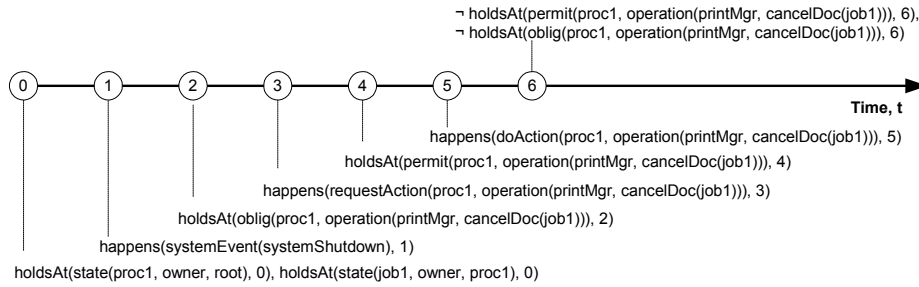 ¬ holdsAt(permit(proc1, operation(printMgr, cancelDoc(job1))), 6),
¬ holdsAt(oblig(proc1, operation(printMgr, cancelDoc(job1))), 6)
0 1 2 3 4 5 6
Time, t
happens(doAction(proc1, operation(printMgr, cancelDoc(job1))), 5)
holdsAt(permit(proc1, operation(printMgr, cancelDoc(job1))), 4)
happens(requestAction(proc1, operation(printMgr, cancelDoc(job1))), 3)
holdsAt(oblig(proc1, operation(printMgr, cancelDoc(job1))), 2)
happens(systemEvent(systemShutdown), 1)
holdsAt(state(proc1, owner, root), 0), holdsAt(state(job1, owner, proc1), 0)